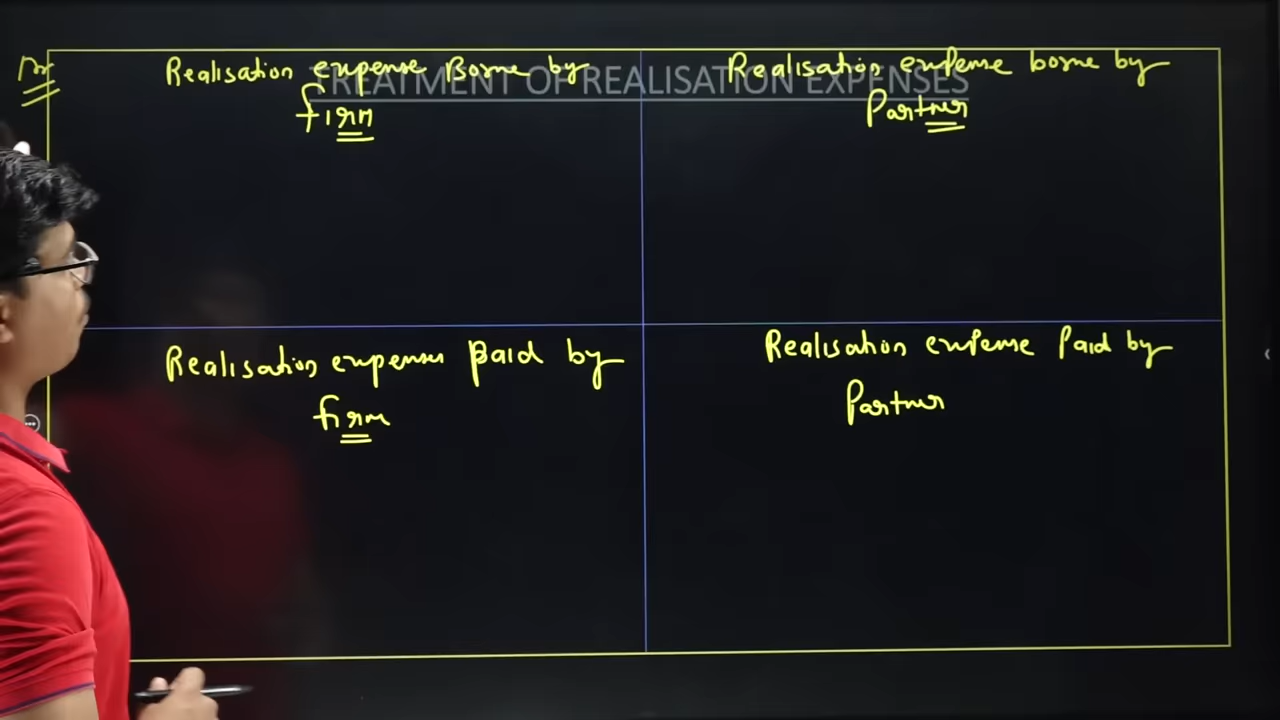 TREATMENT OF REALISATION EXPENSES
Realisation expense Borne by
firm
Realisation expense borne by
Partner
Realisation expenses paid by
firm
Realisation expense Paid by
Partner